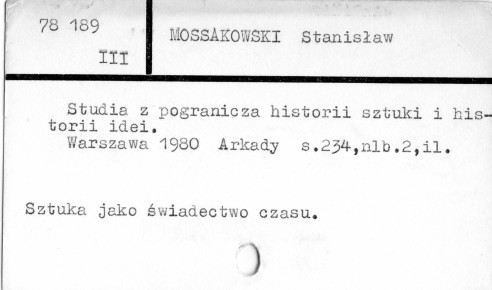 78 189
III
MOSSAKOWSKI Stanisław
Studia z pogranicza historii sztuki i his-
torii idei.
Warszawa 1980 Arkady s.234,nlb.2,il.
Sztuka jako świadectwo czasu.